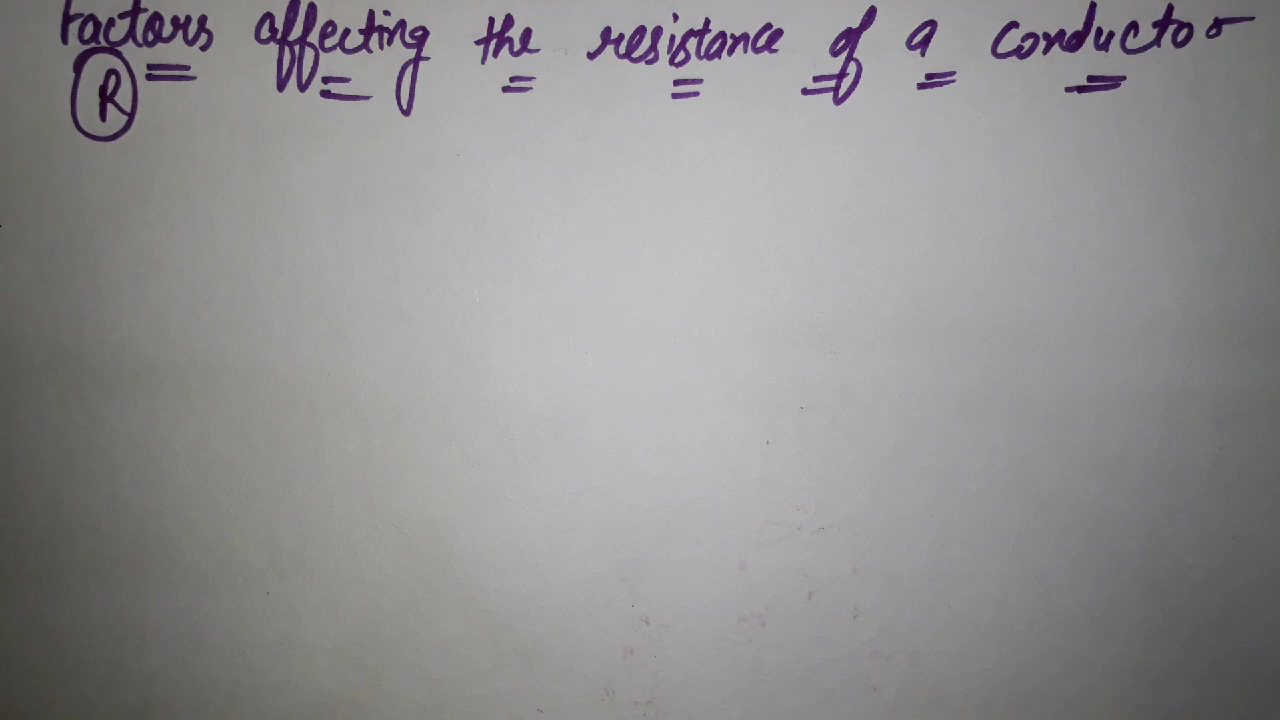 Factors affecting the resistance of a conductor
R